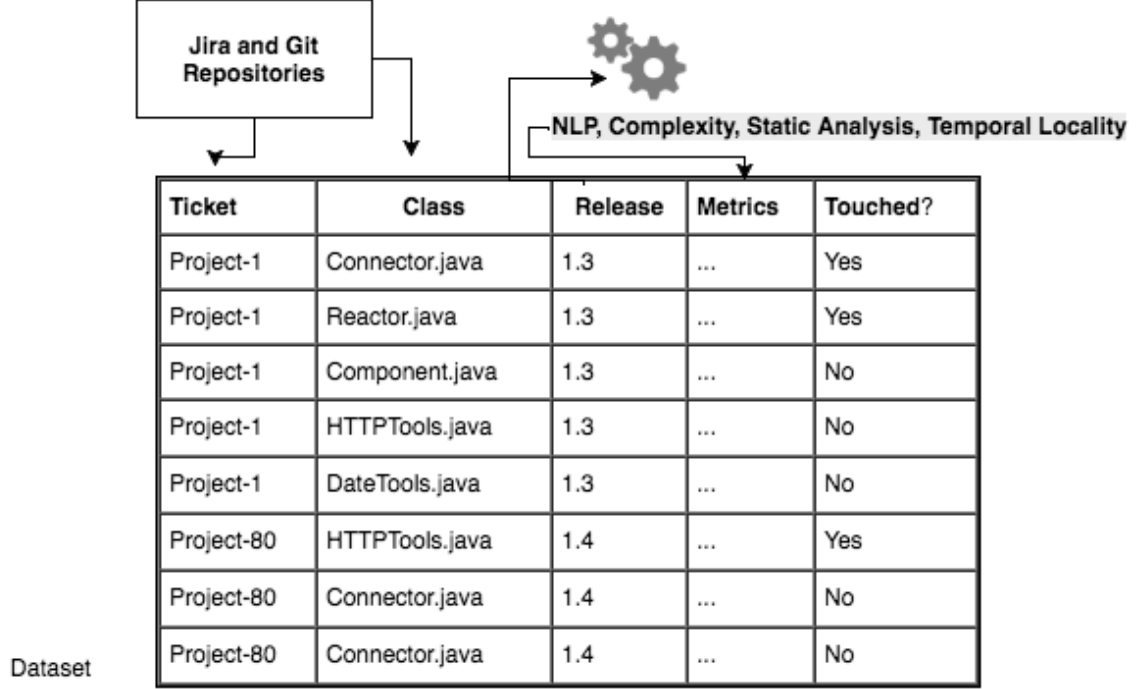 Jira and Git
Repositories
NLP, Complexity, Static Analysis, Temporal Locality
Ticket Class Release Metrics Touched?
Project-1 Connector.java 1.3 ... Yes
Project-1 Reactor.java 1.3 ... Yes
Project-1 Component.java 1.3 ... No
Project-1 HTTPTools.java 1.3 ... No
Project-1 DateTools.java 1.3 ... No
Project-80 HTTPTools.java 1.4 ... Yes
Project-80 Connector.java 1.4 ... No
Project-80 Connector.java 1.4 ... No
Dataset